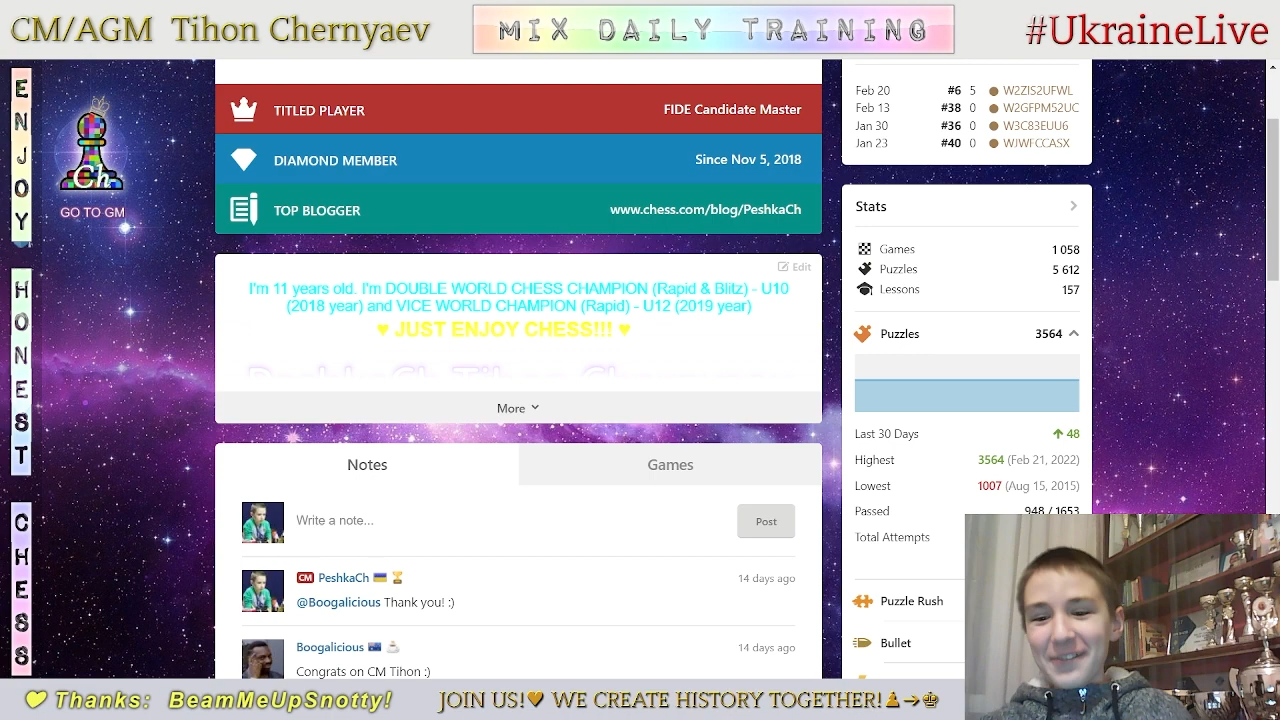 CM/AGM Tihon Chernyaev
MIX DAILY TRAINING
#UkraineLive
ENJOY
HONEST
CHESS
Ch
GO TO GM
TITLED PLAYER
FIDE Candidate Master
DIAMOND MEMBER
Since Nov 5, 2018
TOP BLOGGER
www.chess.com/blog/PeshkaCh
Edit
I'm 11 years old. I'm DOUBLE WORLD CHESS CHAMPION (Rapid & Blitz) - U10
(2018 year) and VICE WORLD CHAMPION (Rapid) - U12 (2019 year)
♥ JUST ENJOY CHESS!!! ♥
More
Notes
Games
Write a note...
Post
CM PeshkaCh
14 days ago
@Boogalicious Thank you! :)
Boogalicious
14 days ago
Congrats on CM Tihon :)
Feb 20 #6 5 W2ZIS2UFWL
Feb 13 #38 0 W2GFPM52UC
Jan 30 #36 0 W3C83EUU6
Jan 23 #40 0 WJWFCCASX
Stats
Games 1 058
Puzzles 5 612
Lessons 157
Puzzles 3564
Last 30 Days 48
Highest 3564 (Feb 21, 2022)
Lowest 1007 (Aug 15, 2015)
Passed 948 / 1653
Total Attempts
Puzzle Rush
Bullet
Thanks: BeamMeUpSnotty!
JOIN US! WE CREATE HISTORY TOGETHER!